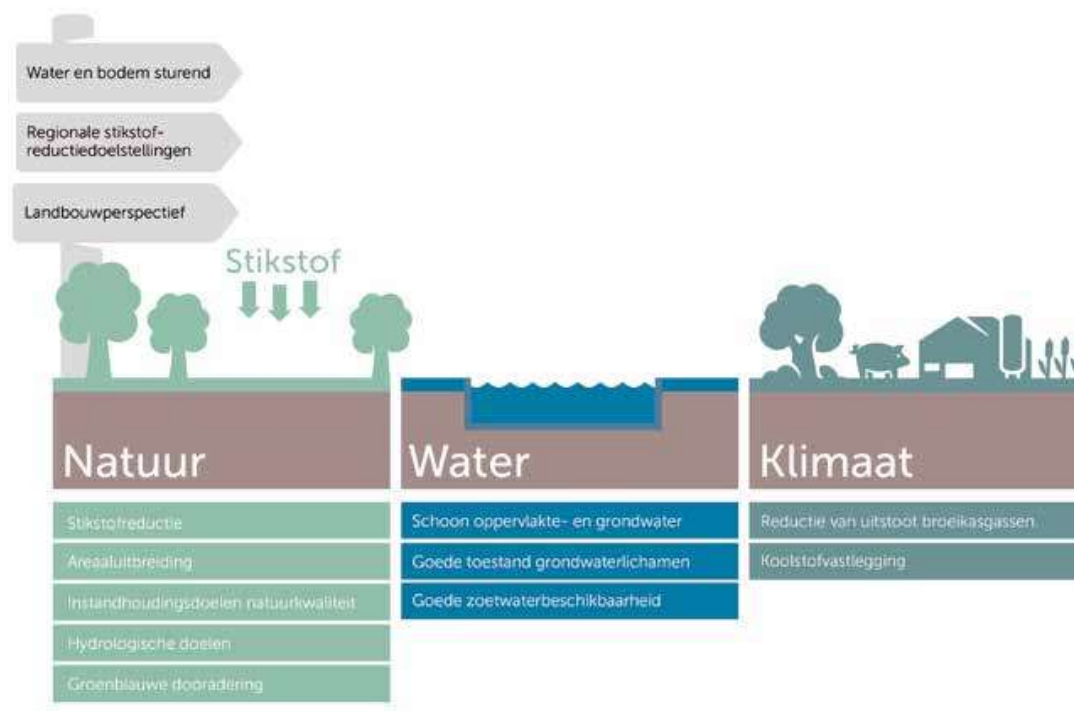 Water en bodem sturend
Regionale stikstof-
reductiedoelstellingen
Landbouwperspectief
Stikstof
Natuur
Stikstofreductie
Areaaluitbreiding
Instandhoudingsdoelen natuurkwaliteit
Hydrologische doelen
Groenblauwe dooradering
Water
Schoon oppervlakte- en grondwater
Goede toestand grondwaterlichamen
Goede zoetwaterbeschikbaarheid
Klimaat
Reductie van uitstoot broeikasgassen
Koolstofvastlegging